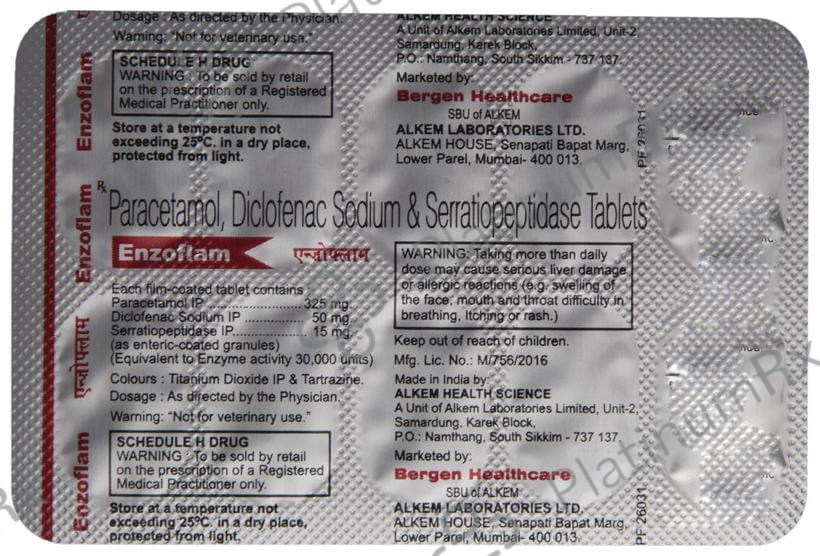 Dosage : As directed by the Physician.
Warning: "Not for veterinary use."
SCHEDULE H DRUG
WARNING : To be sold by retail
on the prescription of a Registered
Medical Practitioner only.
Store at a temperature not
exceeding 25ºC. in a dry place,
protected from light.
ALKEM HEALTH SCIENCE
A Unit of Alkem Laboratories Limited, Unit-2,
Samardung, Karek Block,
P.O.: Namthang, South Sikkim - 737 137.
Marketed by:
Bergen Healthcare
SBU of ALKEM
ALKEM LABORATORIES LTD.
ALKEM HOUSE, Senapati Bapat Marg,
Lower Parel, Mumbai- 400 013.
PF 26031
Enzoflam
Enzoflam
एन्जोफ्लाम
Enzoflam
Rx Paracetamol, Diclofenac Sodium & Serratiopeptidase Tablets
Enzoflam एन्जोफ्लाम
Each film-coated tablet contains :
Paracetamol IP ..................... 325 mg.
Diclofenac Sodium IP ............. 50 mg.
Serratiopeptidase IP................ 15 mg.
(as enteric-coated granules)
(Equivalent to Enzyme activity 30,000 units)
Colours : Titanium Dioxide IP & Tartrazine.
Dosage : As directed by the Physician.
Warning: "Not for veterinary use."
SCHEDULE H DRUG
WARNING : To be sold by retail
on the prescription of a Registered
Medical Practitioner only.
Store at a temperature not
exceeding 25ºC. in a dry place,
protected from light.
WARNING: Taking more than daily
dose may cause serious liver damage
or allergic reactions (e.g. swelling of
the face, mouth and throat difficulty in
breathing, Itching or rash.)
Keep out of reach of children.
Mfg. Lic. No.: M/756/2016
Made in India by:
ALKEM HEALTH SCIENCE
A Unit of Alkem Laboratories Limited, Unit-2,
Samardung, Karek Block,
P.O.: Namthang, South Sikkim - 737 137.
Marketed by:
Bergen Healthcare
SBU of ALKEM
ALKEM LABORATORIES LTD.
ALKEM HOUSE, Senapati Bapat Marg,
Lower Parel, Mumbai- 400 013.
PF 26031
PlatinumRx
PlatinumRx